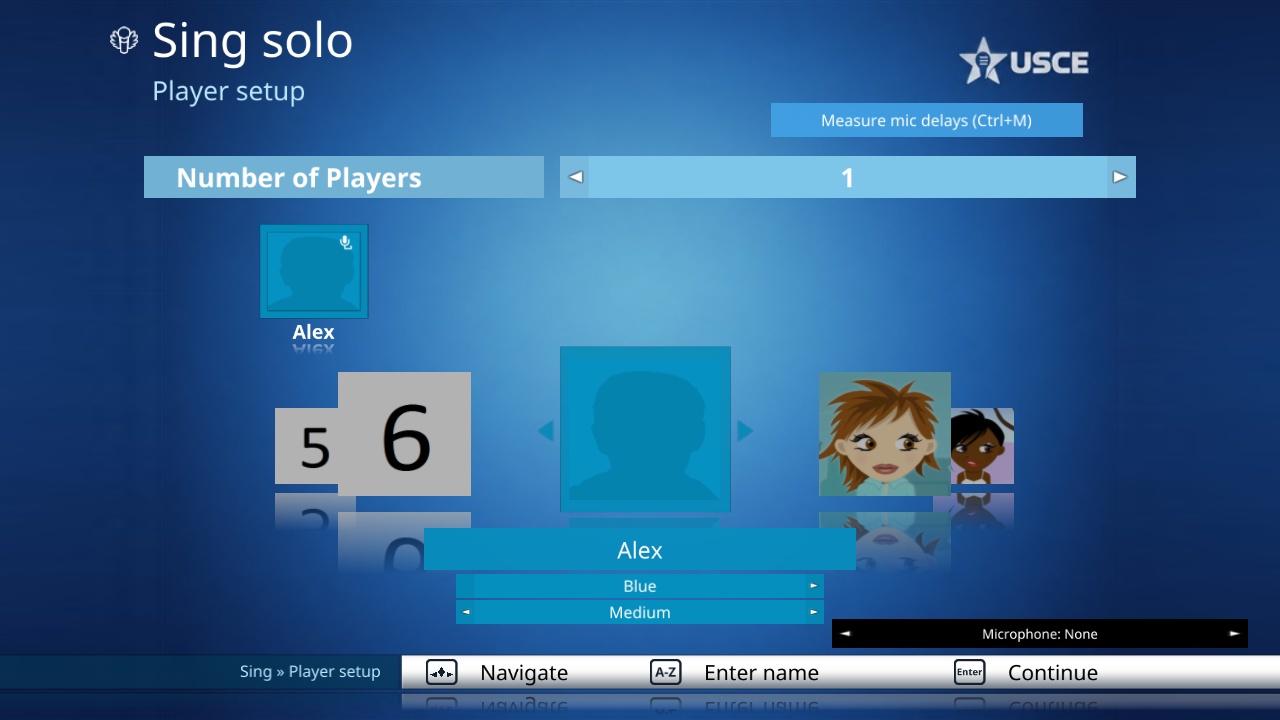 Sing solo
Player setup
USCE
Measure mic delays (Ctrl+M)
Number of Players
1
Alex
5
6
Alex
Blue
Medium
Microphone: None
Sing » Player setup
Navigate
A-Z
Enter name
Enter
Continue